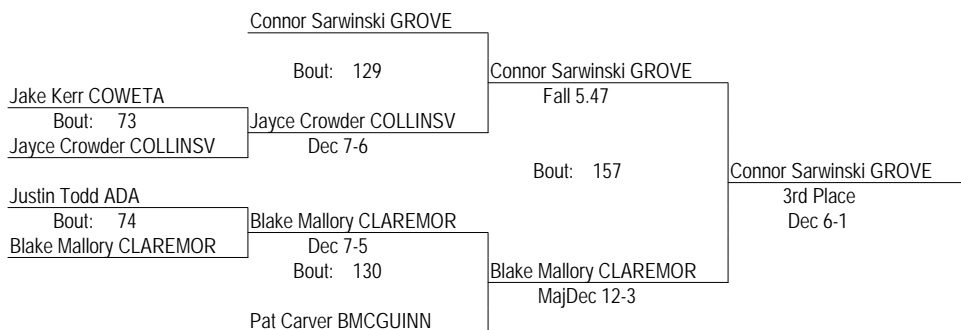 Connor Sarwinski GROVE
Bout: 129
Connor Sarwinski GROVE
Jake Kerr COWETA
Fall 5.47
Bout: 73
Jayce Crowder COLLINSV
Jayce Crowder COLLINSV
Dec 7-6
Bout: 157
Connor Sarwinski GROVE
Justin Todd ADA
3rd Place
Bout: 74
Blake Mallory CLAREMOR
Dec 6-1
Blake Mallory CLAREMOR
Dec 7-5
Bout: 130
Blake Mallory CLAREMOR
MajDec 12-3
Pat Carver BMCGUINN